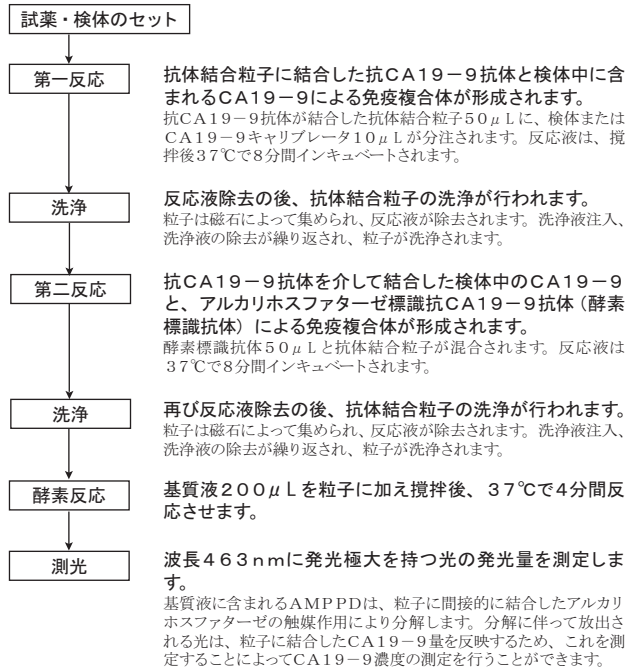 試薬・検体のセット
第一反応
抗体結合粒子に結合した抗CA19－9抗体と検体中に含
まれるCA19－9による免疫複合体が形成されます。
抗CA19－9抗体が結合した抗体結合粒子50μLに、検体または
CA19－9キャリブレータ10μLが分注されます。反応液は、撹
拌後37℃で8分間インキュベートされます。
洗浄
反応液除去の後、抗体結合粒子の洗浄が行われます。
粒子は磁石によって集められ、反応液が除去されます。洗浄液注入、
洗浄液の除去が繰り返され、粒子が洗浄されます。
第二反応
抗CA19－9抗体を介して結合した検体中のCA19－9
と、アルカリホスファターゼ標識抗CA19－9抗体（酵素
標識抗体）による免疫複合体が形成されます。
酵素標識抗体50μLと抗体結合粒子が混合されます。反応液は
37℃で8分間インキュベートされます。
洗浄
再び反応液除去の後、抗体結合粒子の洗浄が行われます。
粒子は磁石によって集められ、反応液が除去されます。洗浄液注入、
洗浄液の除去が繰り返され、粒子が洗浄されます。
酵素反応
基質液200μLを粒子に加え撹拌後、37℃で4分間反
応させます。
測光
波長463nmに発光極大を持つ光の発光量を測定しま
す。
基質液に含まれるAMPPDは、粒子に間接的に結合したアルカリ
ホスファターゼの触媒作用により分解します。分解に伴って放出さ
れる光は、粒子に結合したCA19－9量を反映するため、これを測
定することによってCA19－9濃度の測定を行うことができます。